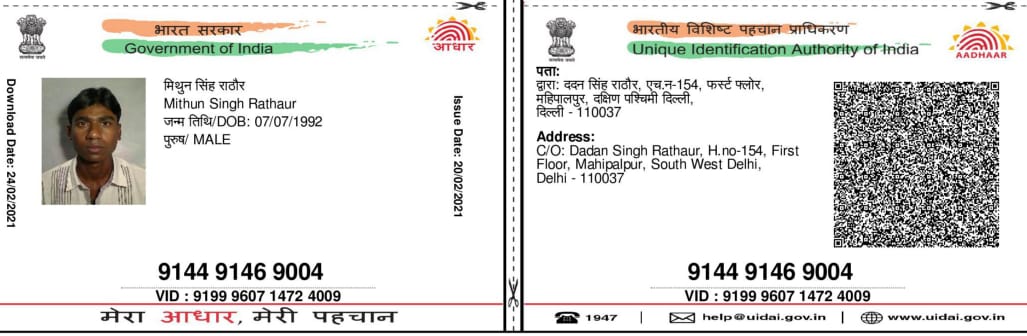 भारत सरकार
Government of India
आधार
Download Date: 24/02/2021
मिथुन सिंह राठौर
Mithun Singh Rathaur
जन्म तिथि/DOB: 07/07/1992
पुरुष/ MALE
Issue Date: 20/02/2021
9144 9146 9004
VID : 9199 9607 1472 4009
मेरा आधार, मेरी पहचान
भारतीय विशिष्ट पहचान प्राधिकरण
Unique Identification Authority of India
AADHAAR
पता:
द्वारा: ददन सिंह राठौर, एच.न-154, फर्स्ट फ्लोर,
महिपालपुर, दक्षिण पश्चिमी दिल्ली,
दिल्ली - 110037
Address:
C/O: Dadan Singh Rathaur, H.no-154, First
Floor, Mahipalpur, South West Delhi,
Delhi - 110037
9144 9146 9004
VID : 9199 9607 1472 4009
1947 | help@uidai.gov.in | www.uidai.gov.in